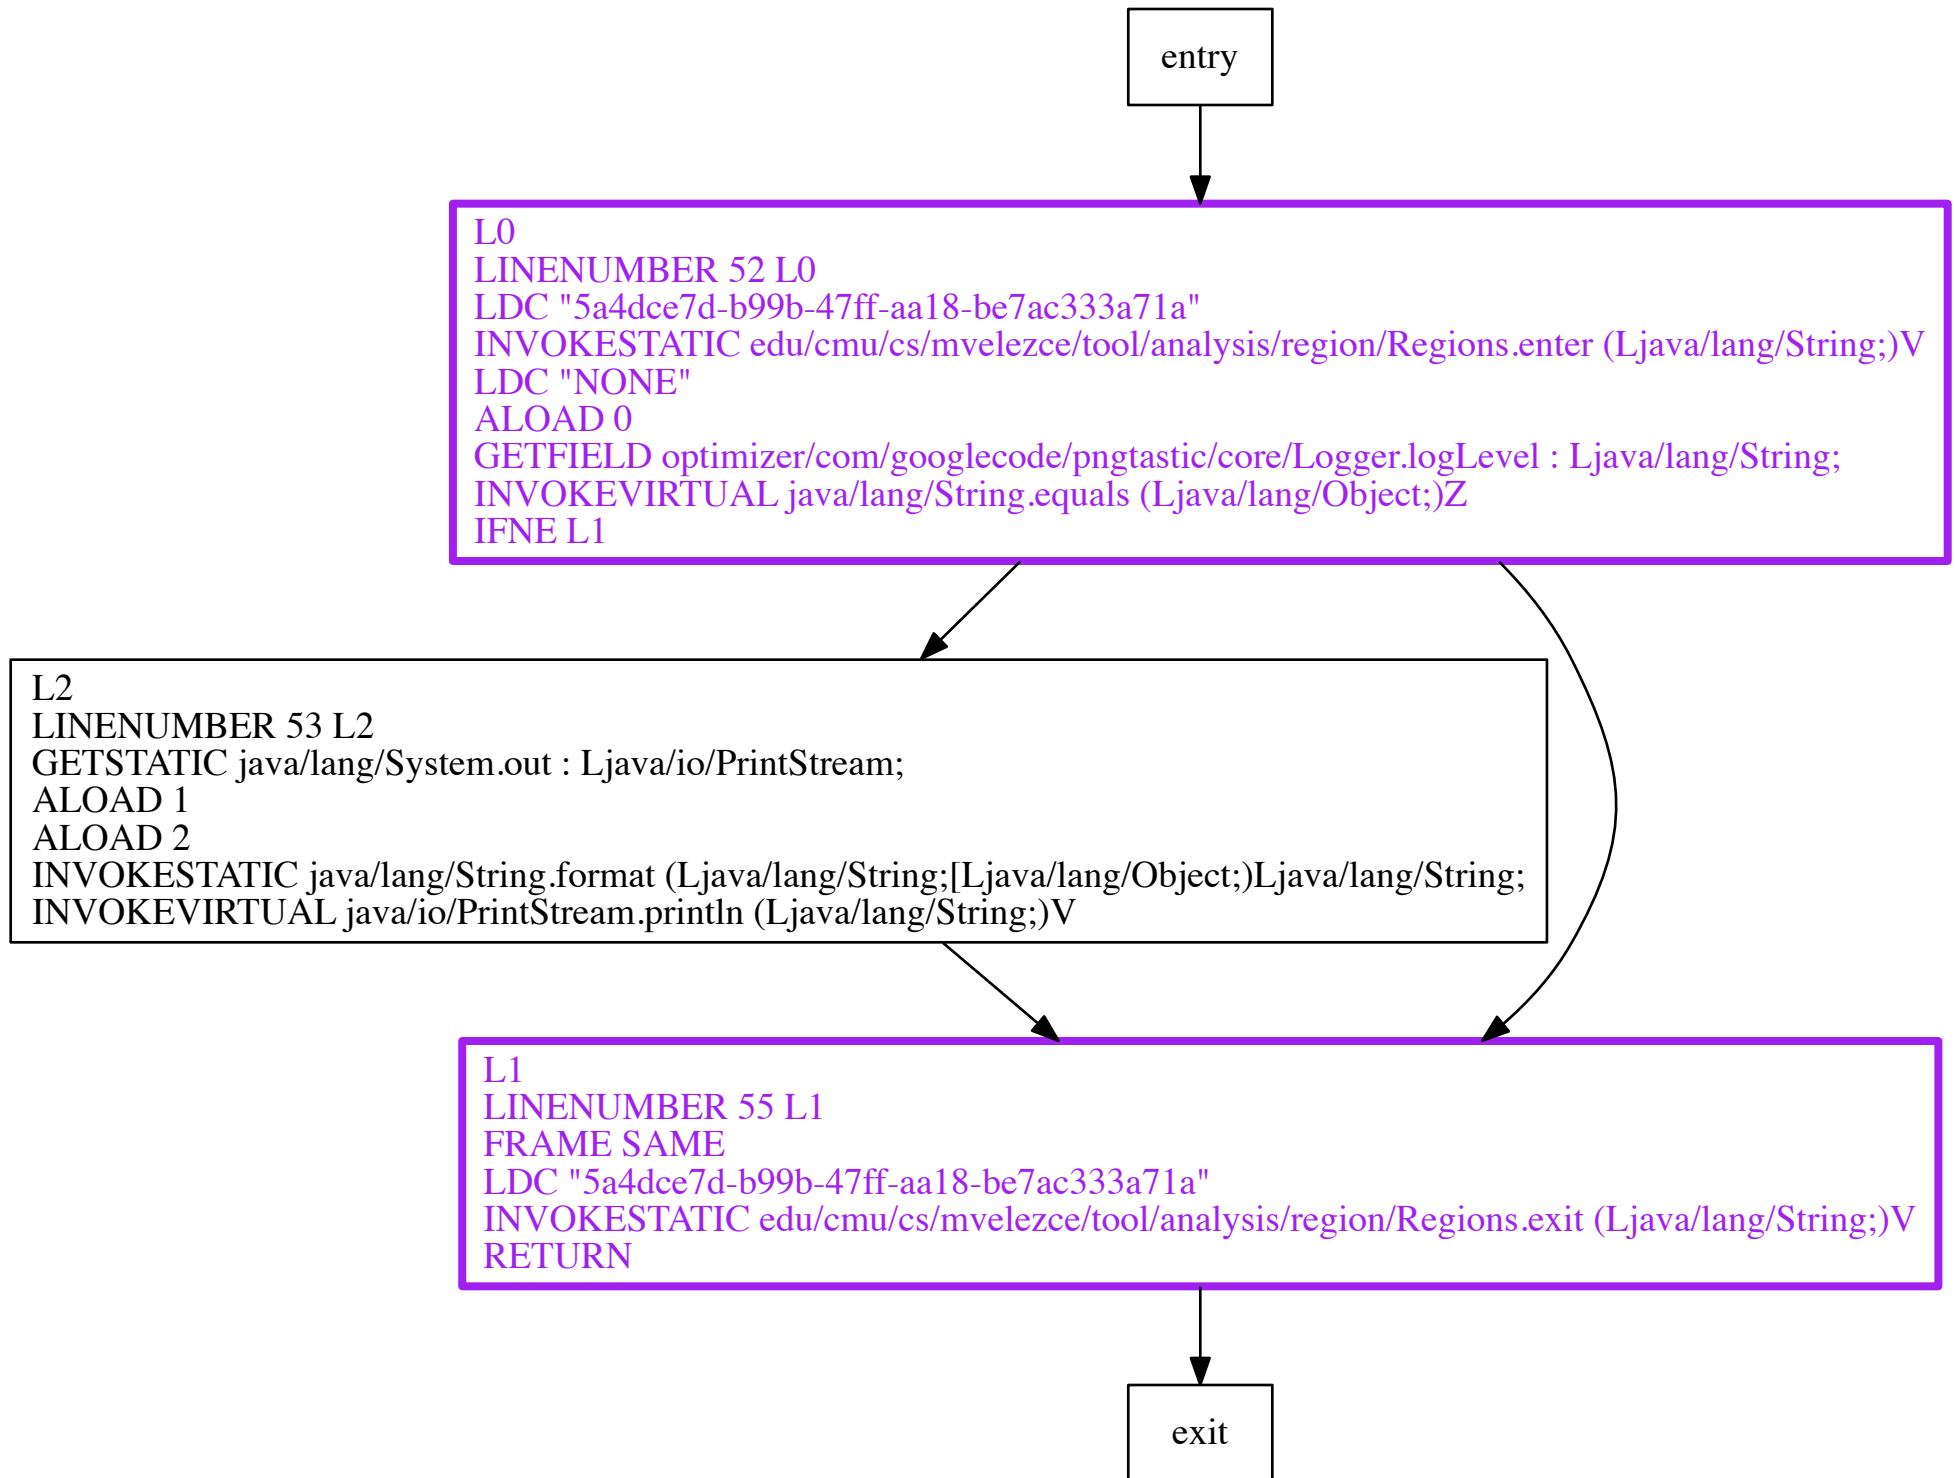 entry
L0
LINENUMBER 52 L0
LDC "5a4dce7d-b99b-47ff-aa18-be7ac333a71a"
INVOKESTATIC edu/cmu/cs/mvelezce/tool/analysis/region/Regions.enter (Ljava/lang/String;)V
LDC "NONE"
ALOAD 0
GETFIELD optimizer/com/googlecode/pngtastic/core/Logger.logLevel : Ljava/lang/String;
INVOKEVIRTUAL java/lang/String.equals (Ljava/lang/Object;)Z
IFNE L1
L2
LINENUMBER 53 L2
GETSTATIC java/lang/System.out : Ljava/io/PrintStream;
ALOAD 1
ALOAD 2
INVOKESTATIC java/lang/String.format (Ljava/lang/String;[Ljava/lang/Object;)Ljava/lang/String;
INVOKEVIRTUAL java/io/PrintStream.println (Ljava/lang/String;)V
L1
LINENUMBER 55 L1
FRAME SAME
LDC "5a4dce7d-b99b-47ff-aa18-be7ac333a71a"
INVOKESTATIC edu/cmu/cs/mvelezce/tool/analysis/region/Regions.exit (Ljava/lang/String;)V
RETURN
exit